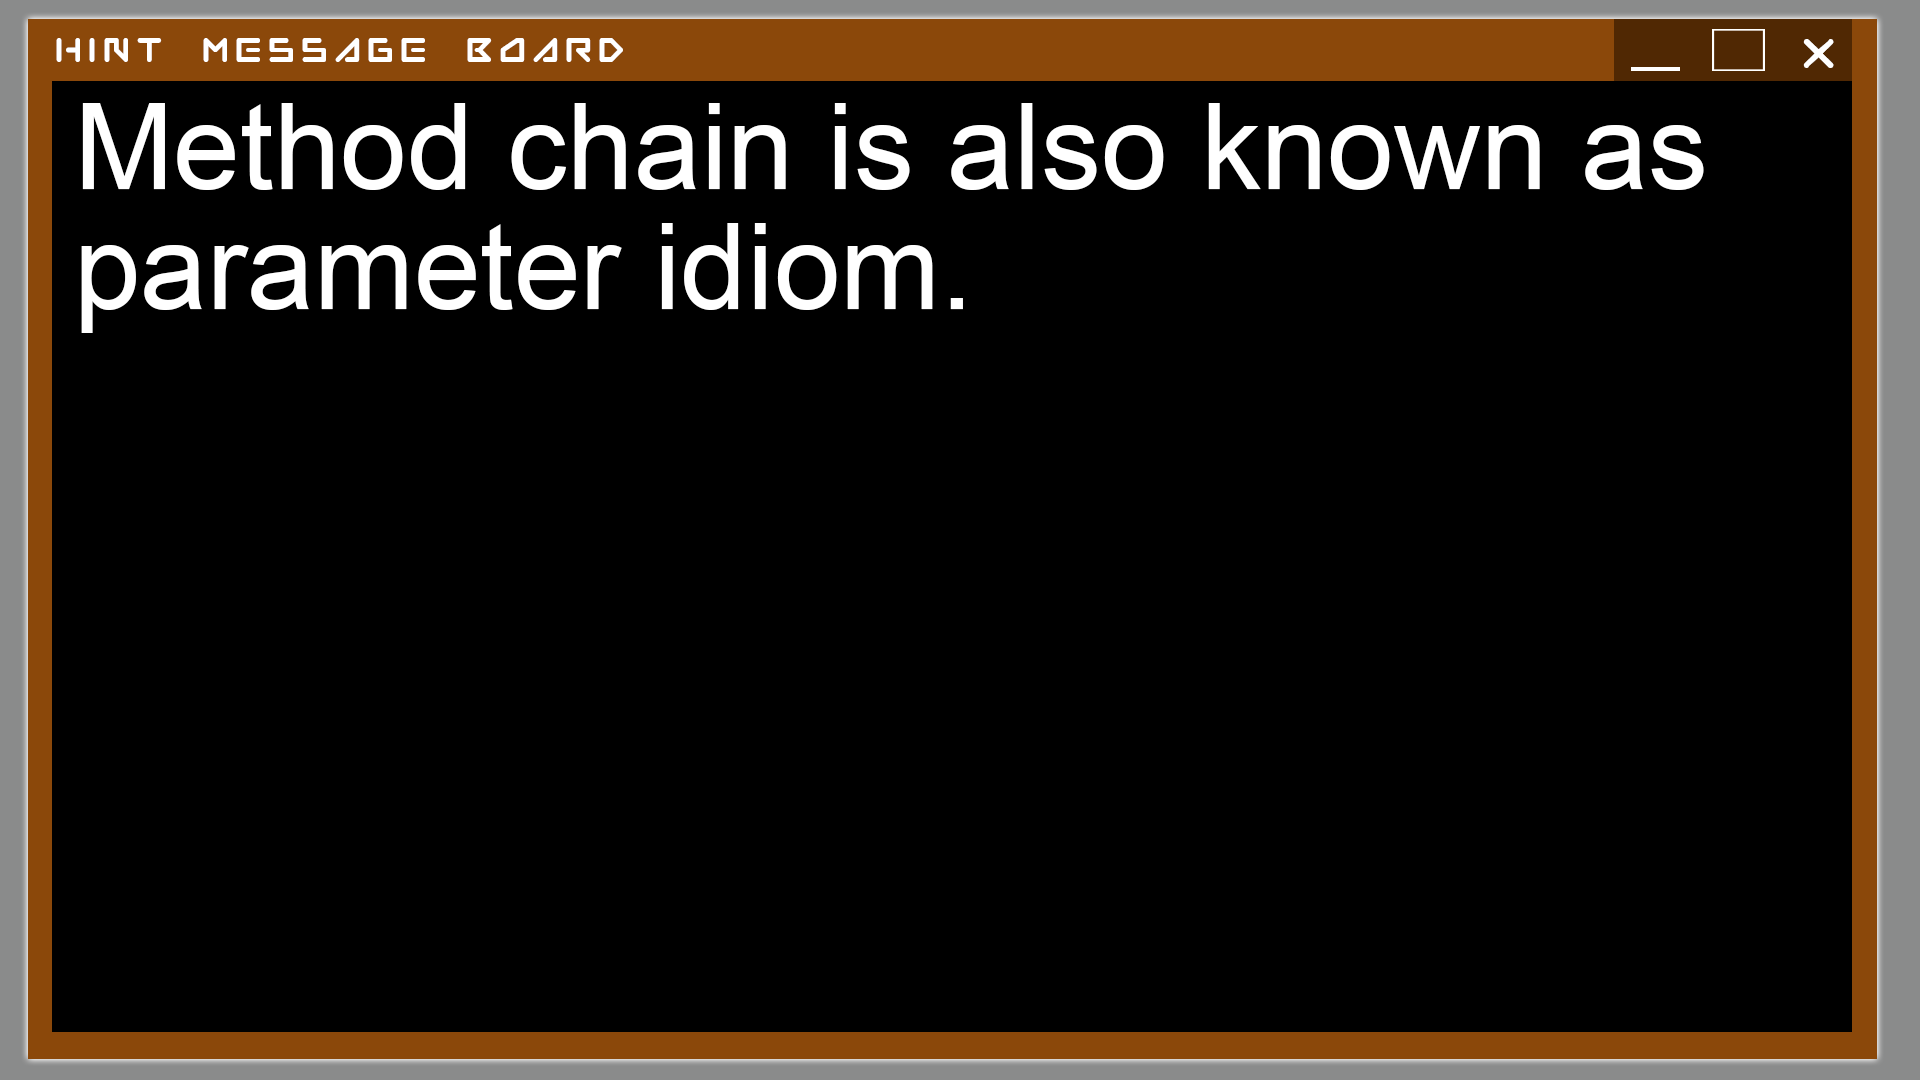 HINT MESSAGE BOARD
Method chain is also known as
parameter idiom.